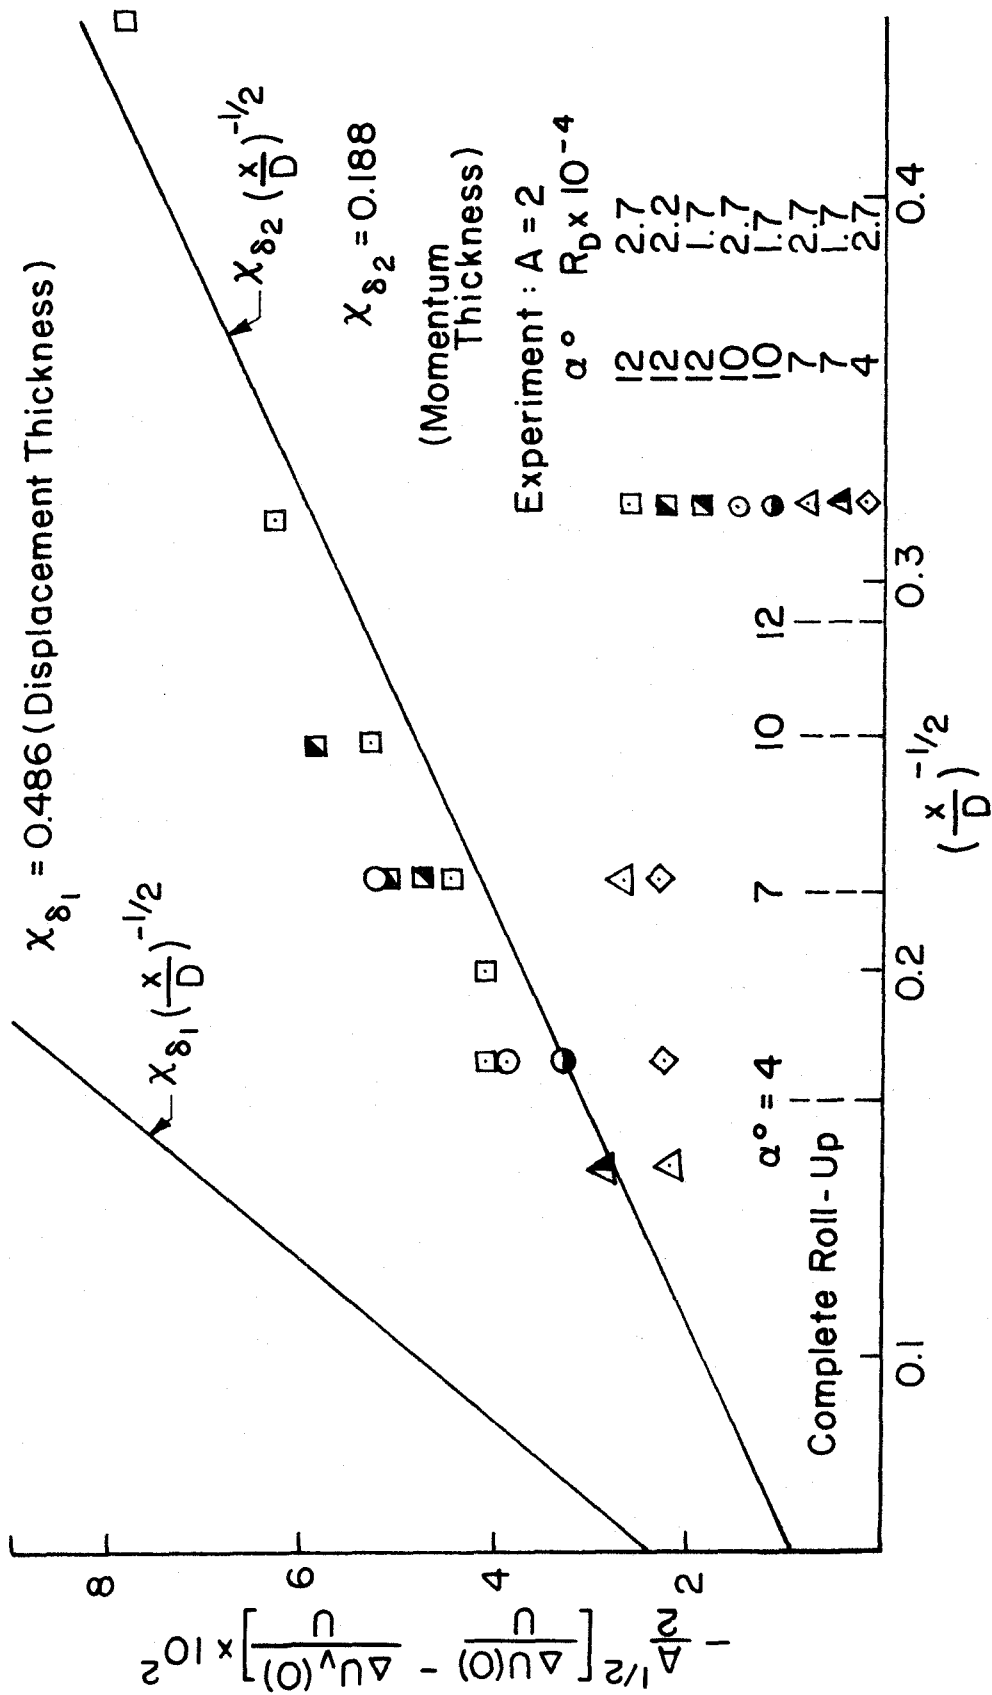 χδ₁ = 0.486 (Displacement Thickness)
χδ₁ (x/D)^-1/2
χδ₂ (x/D)^-1/2
χδ₂ = 0.188
(Momentum
Thickness)
Experiment : A = 2
α° R_D x 10^-4
12 2.7
12 2.2
12 1.7
10 2.7
10 1.7
7 2.7
7 1.7
4 2.7
8
6
4
2
-A^1/2/2 [ΔU(0)/U - ΔU_v(0)/U] x 10²
Complete Roll-Up
α° = 4
7
10
12
0.1
0.2
0.3
0.4
(x/D)^-1/2